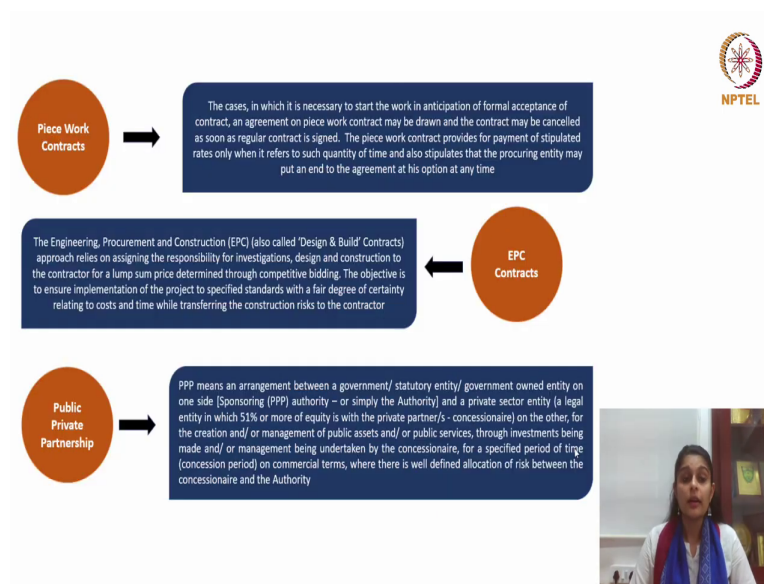 NPTEL
Piece Work
Contracts
The cases, in which it is necessary to start the work in anticipation of formal acceptance of
contract, an agreement on piece work contract may be drawn and the contract may be cancelled
as soon as regular contract is signed. The piece work contract provides for payment of stipulated
rates only when it refers to such quantity of time and also stipulates that the procuring entity may
put an end to the agreement at his option at any time
The Engineering, Procurement and Construction (EPC) (also called ‘Design & Build’ Contracts)
approach relies on assigning the responsibility for investigations, design and construction to
the contractor for a lump sum price determined through competitive bidding. The objective is
to ensure implementation of the project to specified standards with a fair degree of certainty
relating to costs and time while transferring the construction risks to the contractor
EPC
Contracts
Public
Private
Partnership
PPP means an arrangement between a government/ statutory entity/ government owned entity on
one side [Sponsoring (PPP) authority – or simply the Authority] and a private sector entity (a legal
entity in which 51% or more of equity is with the private partner/s - concessionaire) on the other, for
for the creation and/ or management of public assets and/ or public services, through investments being
made and/ or management being undertaken by the concessionaire, for a specified period of time
(concession period) on commercial terms, where there is well defined allocation of risk between the
concessionaire and the Authority